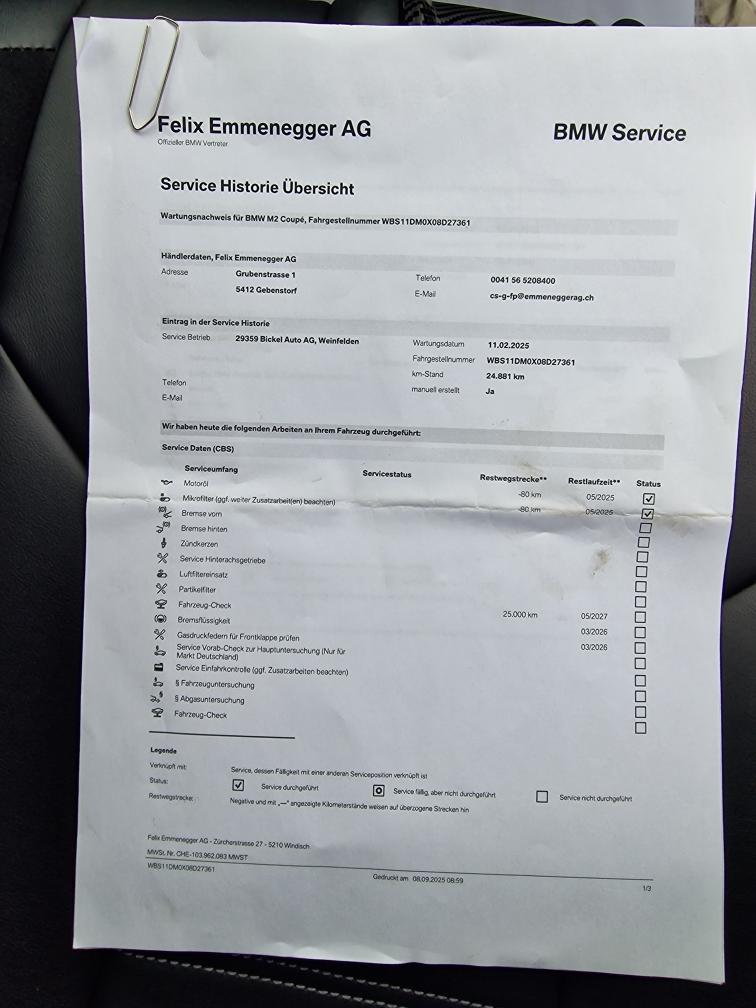 Felix Emmenegger AG
Offizieller BMW Vertreter
BMW Service
Service Historie Übersicht
Wartungsnachweis für BMW M2 Coupé, Fahrgestellnummer WBS11DM0X08D27361
Händlerdaten, Felix Emmenegger AG
Adresse Grubenstrasse 1 Telefon 0041 56 5208400
5412 Gebenstorf E-Mail cs-g-fp@emmeneggerag.ch
Eintrag in der Service Historie
Service Betrieb 29359 Bickel Auto AG, Weinfelden Wartungsdatum 11.02.2025
Fahrgestellnummer WBS11DM0X08D27361
km-Stand 24.881 km
Telefon manuell erstellt Ja
E-Mail
Wir haben heute die folgenden Arbeiten an Ihrem Fahrzeug durchgeführt:
Service Daten (CBS)
Serviceumfang Servicestatus Restwegstrecke** Restlaufzeit** Status
Motoröl -80 km 05/2025
Mikrofilter (ggf. weiter Zusatzarbeit(en) beachten) -80 km 05/2025
Bremse vorn
Bremse hinten
Zündkerzen
Service Hinterachsgetriebe
Luftfiltereinsatz
Partikelfilter
Fahrzeug-Check 25.000 km 05/2027
Bremsflüssigkeit 03/2026
Gasdruckfedern für Frontklappe prüfen 03/2026
Service Vorab-Check zur Hauptuntersuchung (Nur für
Markt Deutschland)
Service Einfahrkontrolle (ggf. Zusatzarbeiten beachten)
§ Fahrzeuguntersuchung
§ Abgasuntersuchung
Fahrzeug-Check
Legende
Verknüpft mit: Service, dessen Fälligkeit mit einer anderen Serviceposition verknüpft ist
Status: Service durchgeführt Service fällig, aber nicht durchgeführt Service nicht durchgeführt
Restwegstrecke: Negative und mit „—" angezeigte Kilometerstände weisen auf überzogene Strecken hin
Felix Emmenegger AG - Zürcherstrasse 27 - 5210 Windisch
MWSt. Nr. CHE-103.962.083 MWST
WBS11DM0X08D27361 Gedruckt am 08.09.2025 08:59 1/3